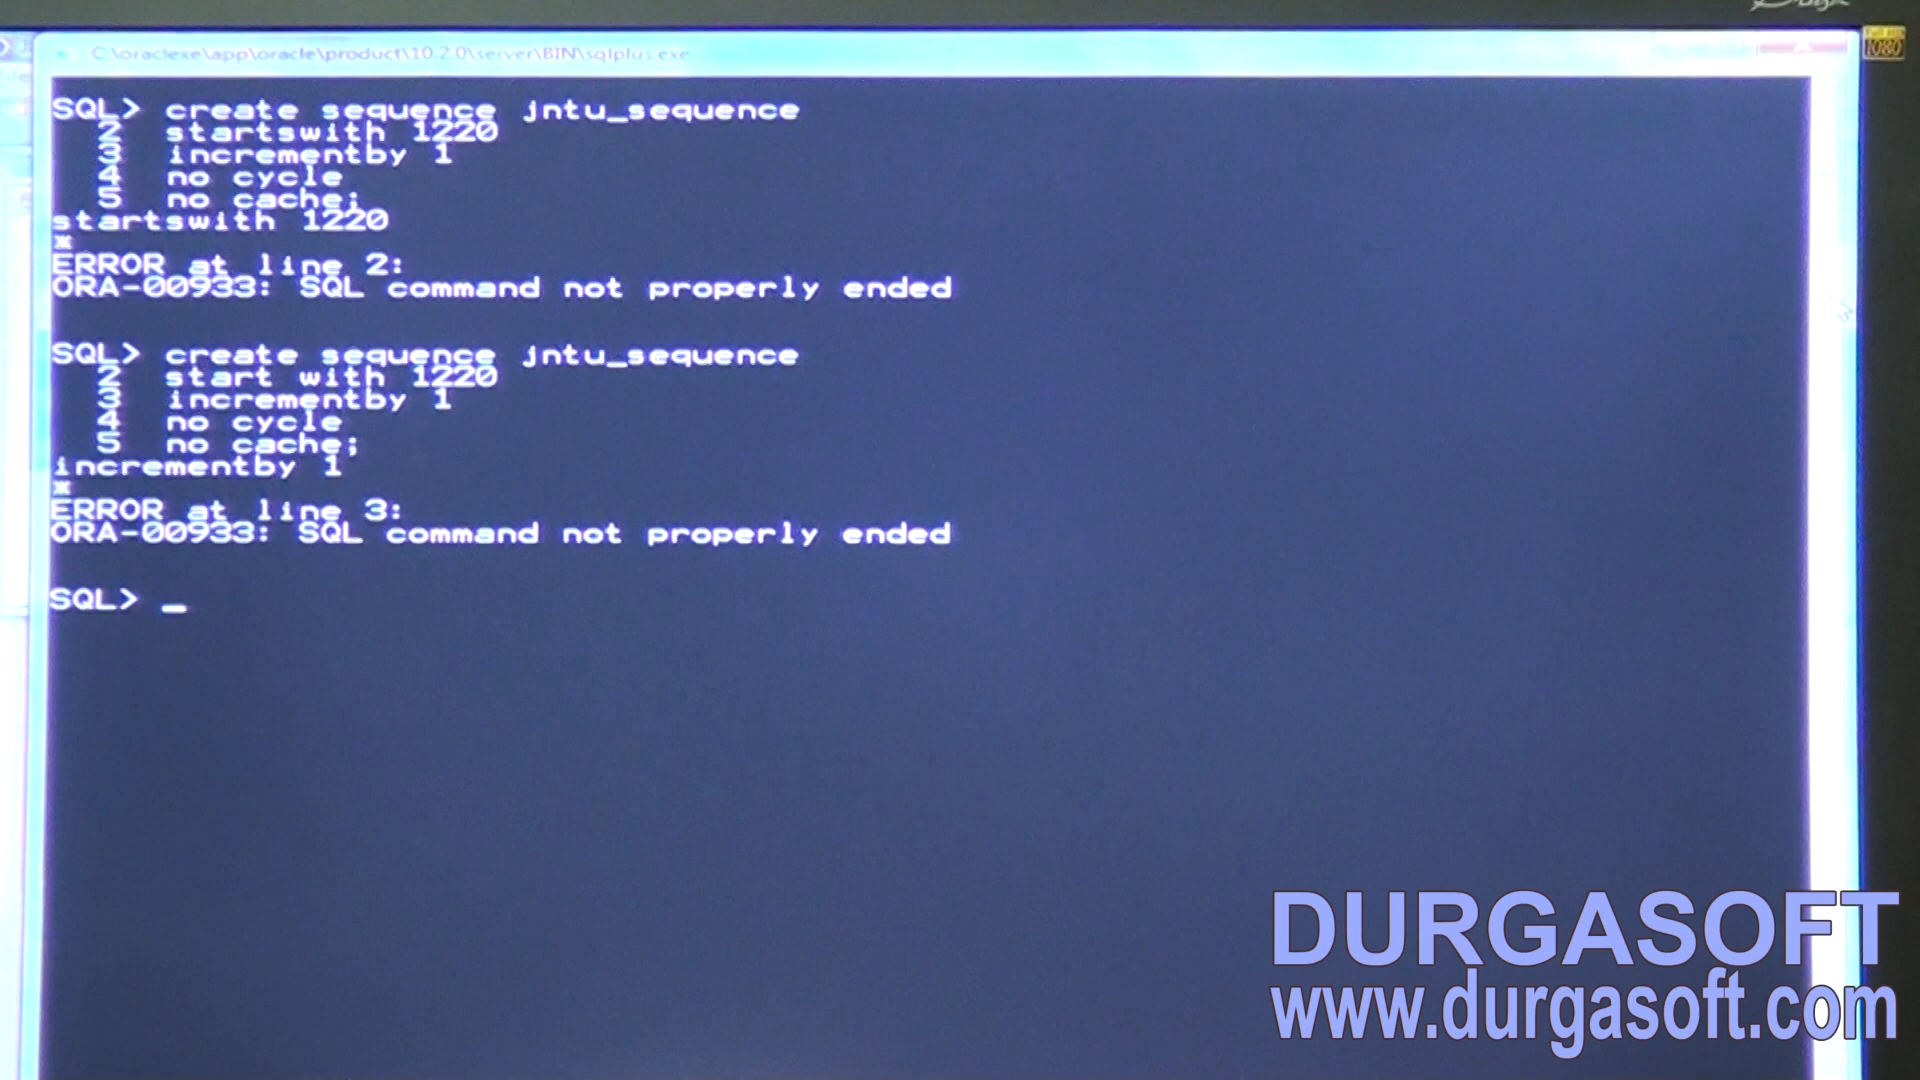 C:\oraclexe\app\oracle\product\10.2.0\server\BIN\sqlplus.exe
SQL> create sequence jntu_sequence
2 startswith 1220
3 incrementby 1
4 no cycle
5 no cache;
startswith 1220
*
ERROR at line 2:
ORA-00933: SQL command not properly ended
SQL> create sequence jntu_sequence
2 start with 1220
3 incrementby 1
4 no cycle
5 no cache;
incrementby 1
*
ERROR at line 3:
ORA-00933: SQL command not properly ended
SQL> _
DURGASOFT
www.durgasoft.com
1080